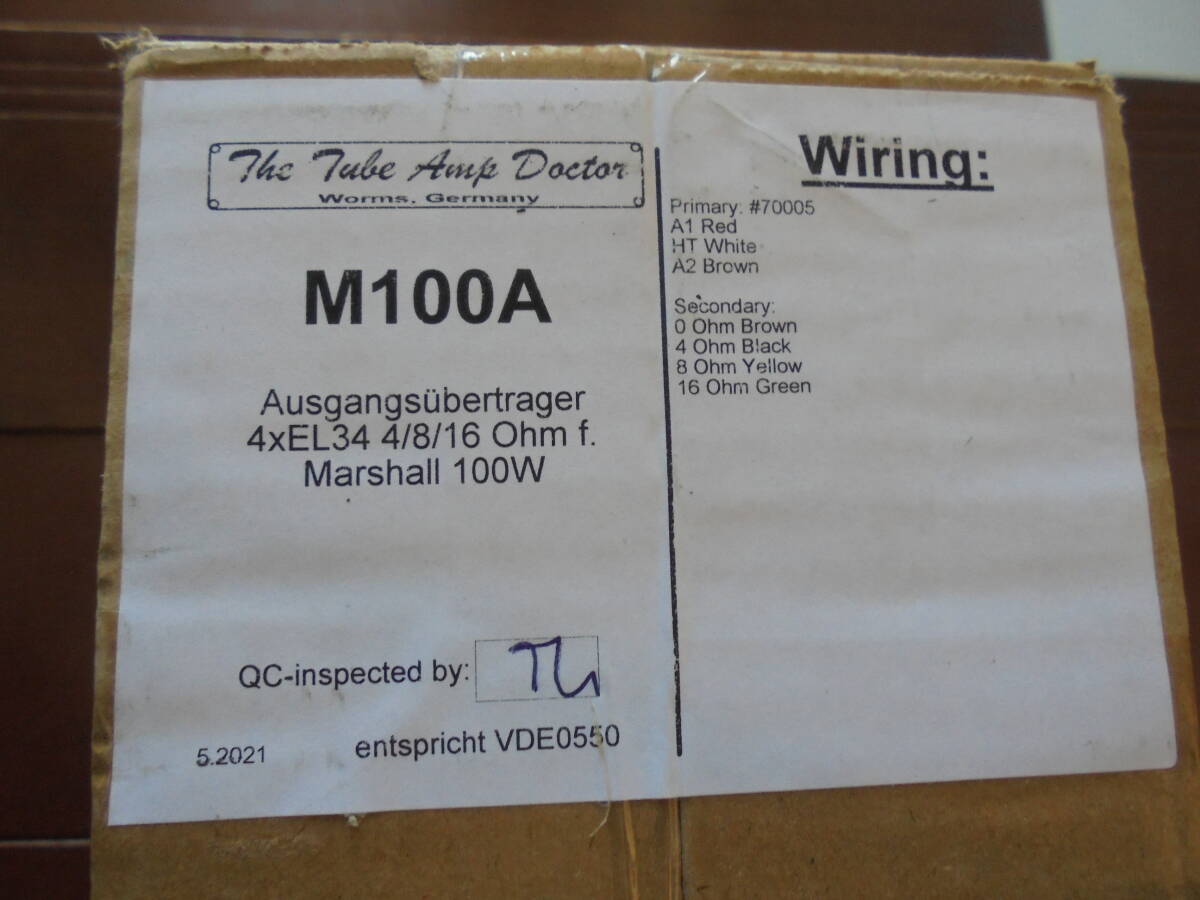 The Tube Amp Doctor
Worms, Germany
M100A
Ausgangsübertrager
4xEL34 4/8/16 Ohm f.
Marshall 100W
QC-inspected by:
5.2021
entspricht VDE0550
Wiring:
Primary: #70005
A1 Red
HT White
A2 Brown
Secondary:
0 Ohm Brown
4 Ohm Black
8 Ohm Yellow
16 Ohm Green